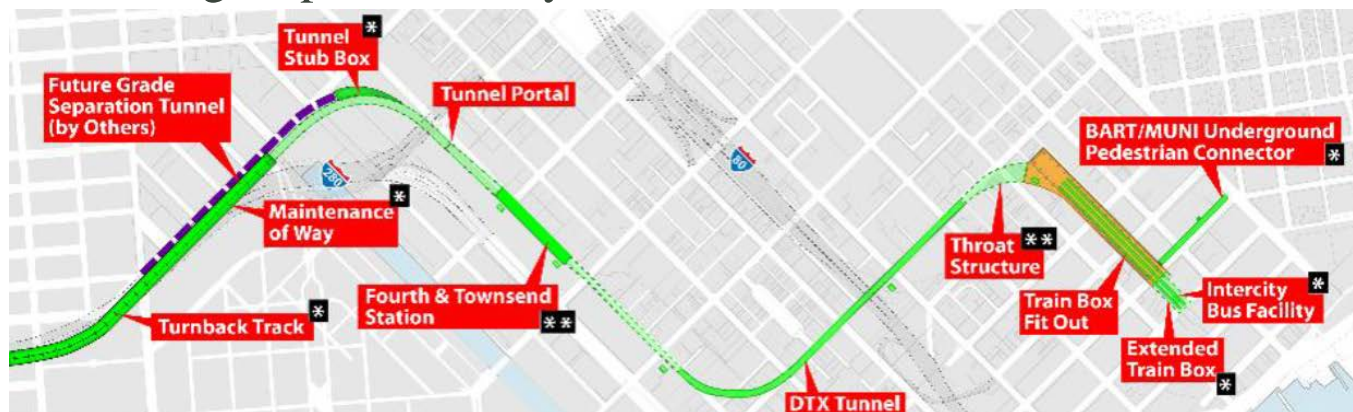 Tunnel
Stub Box
*
Future Grade
Separation Tunnel
(by Others)
Tunnel Portal
280
80
BART/MUNI Underground
Pedestrian Connector
*
Maintenance
of Way
*
Throat
Structure
**
Turnback Track
*
Fourth & Townsend
Station
**
Train Box
Fit Out
Intercity
Bus Facility
*
Extended
Train Box
*
DTX Tunnel